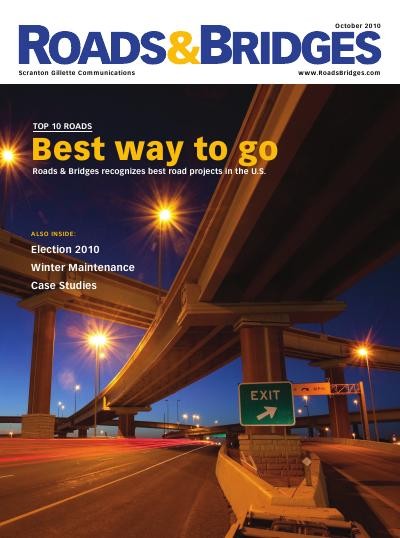 October 2010
ROADS&BRIDGES
Scranton Gillette Communications www.RoadsBridges.com
TOP 10 ROADS
Best way to go
Roads & Bridges recognizes best road projects in the U.S.
ALSO INSIDE:
Election 2010
Winter Maintenance
Case Studies
EXIT